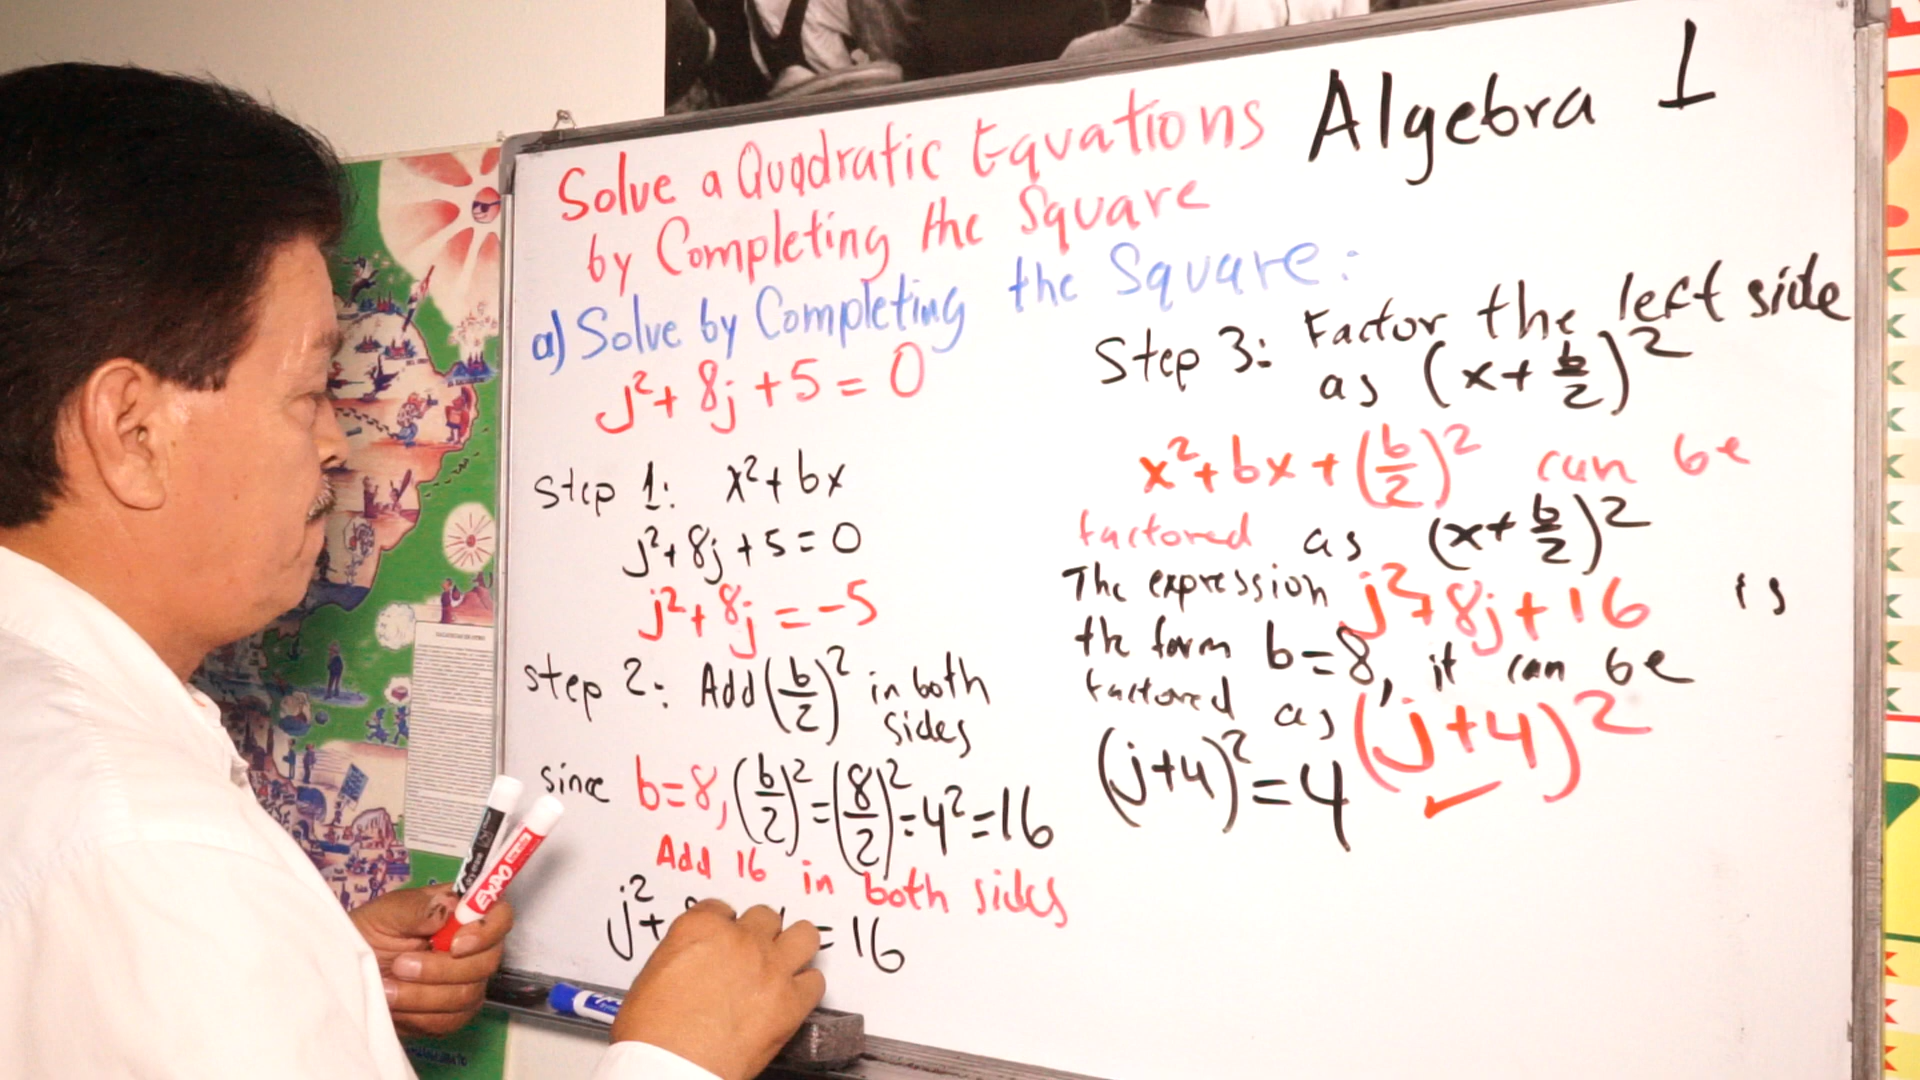 Solve a Quadratic Equations
by Completing the Square
Algebra 1
a) Solve by Completing the Square:
j²+ 8j +5 = 0
step 1: x²+ bx
j²+ 8j +5 = 0
j²+ 8j = -5
step 2: Add (b/2)² in both
sides
since b=8, (b/2)²=(8/2)²=4²=16
Add 16 in both sides
j²+ = 16
Step 3: Factor the left side
as (x+ b/2)²
x²+ bx + (b/2)² can be
factored as (x+ b/2)²
The expression j²+8j+16 is
the form b=8, it can be
factored as (j+4)²
(j+4)² = 4
EXPO